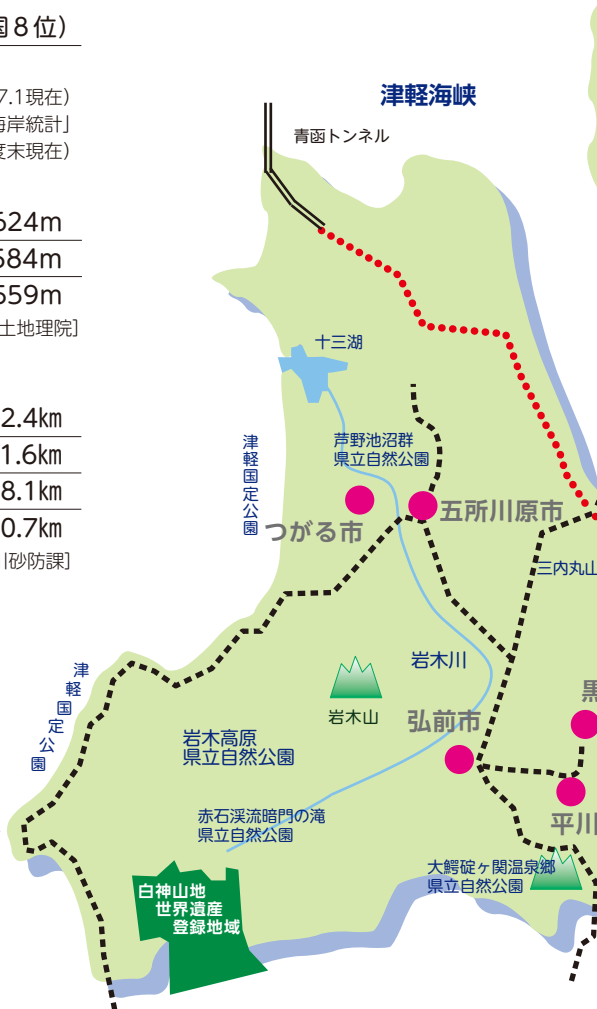 国8位）
7.1現在）
海岸統計」
度末現在）
624m
584m
559m
土地理院］
2.4㎞
1.6㎞
8.1㎞
0.7㎞
川砂防課］
津軽海峡
青函トンネル
十三湖
芦野池沼群
県立自然公園
津軽国定公園
つがる市
五所川原市
三内丸山
岩木川
岩木山
津軽国定公園
岩木高原
県立自然公園
弘前市
黒
平川
赤石渓流暗門の滝
県立自然公園
大鰐碇ヶ関温泉郷
県立自然公園
白神山地
世界遺産
登録地域